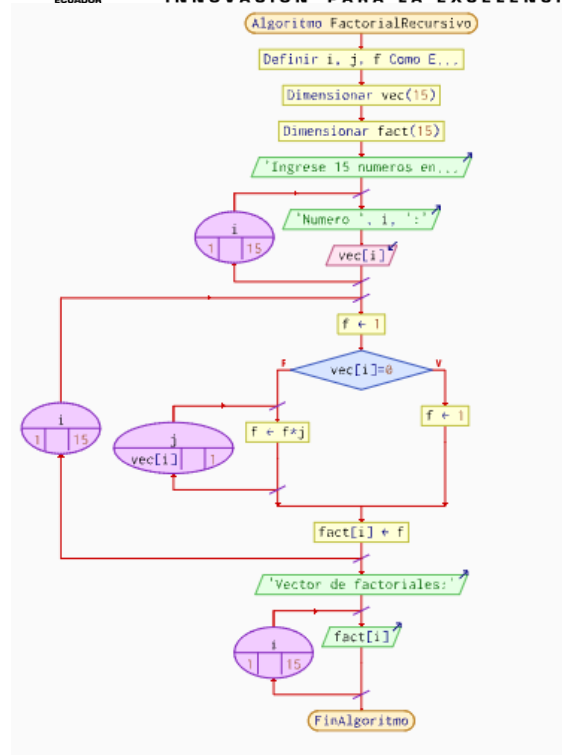 ECUADOR
INNOVACIÓN PARA LA EXCELENCI
Algoritmo FactorialRecursivo
Definir i, j, f Como E...
Dimensionar vec(15)
Dimensionar fact(15)
'Ingrese 15 numeros en...
'Numero ', i, ':'
i
1 15
vec[i]
f ← 1
F
V
vec[i]=0
i
1 15
j
vec[i] 1
f ← f*j
f ← 1
fact[i] ← f
'Vector de factoriales:'
i
1 15
fact[i]
FinAlgoritmo